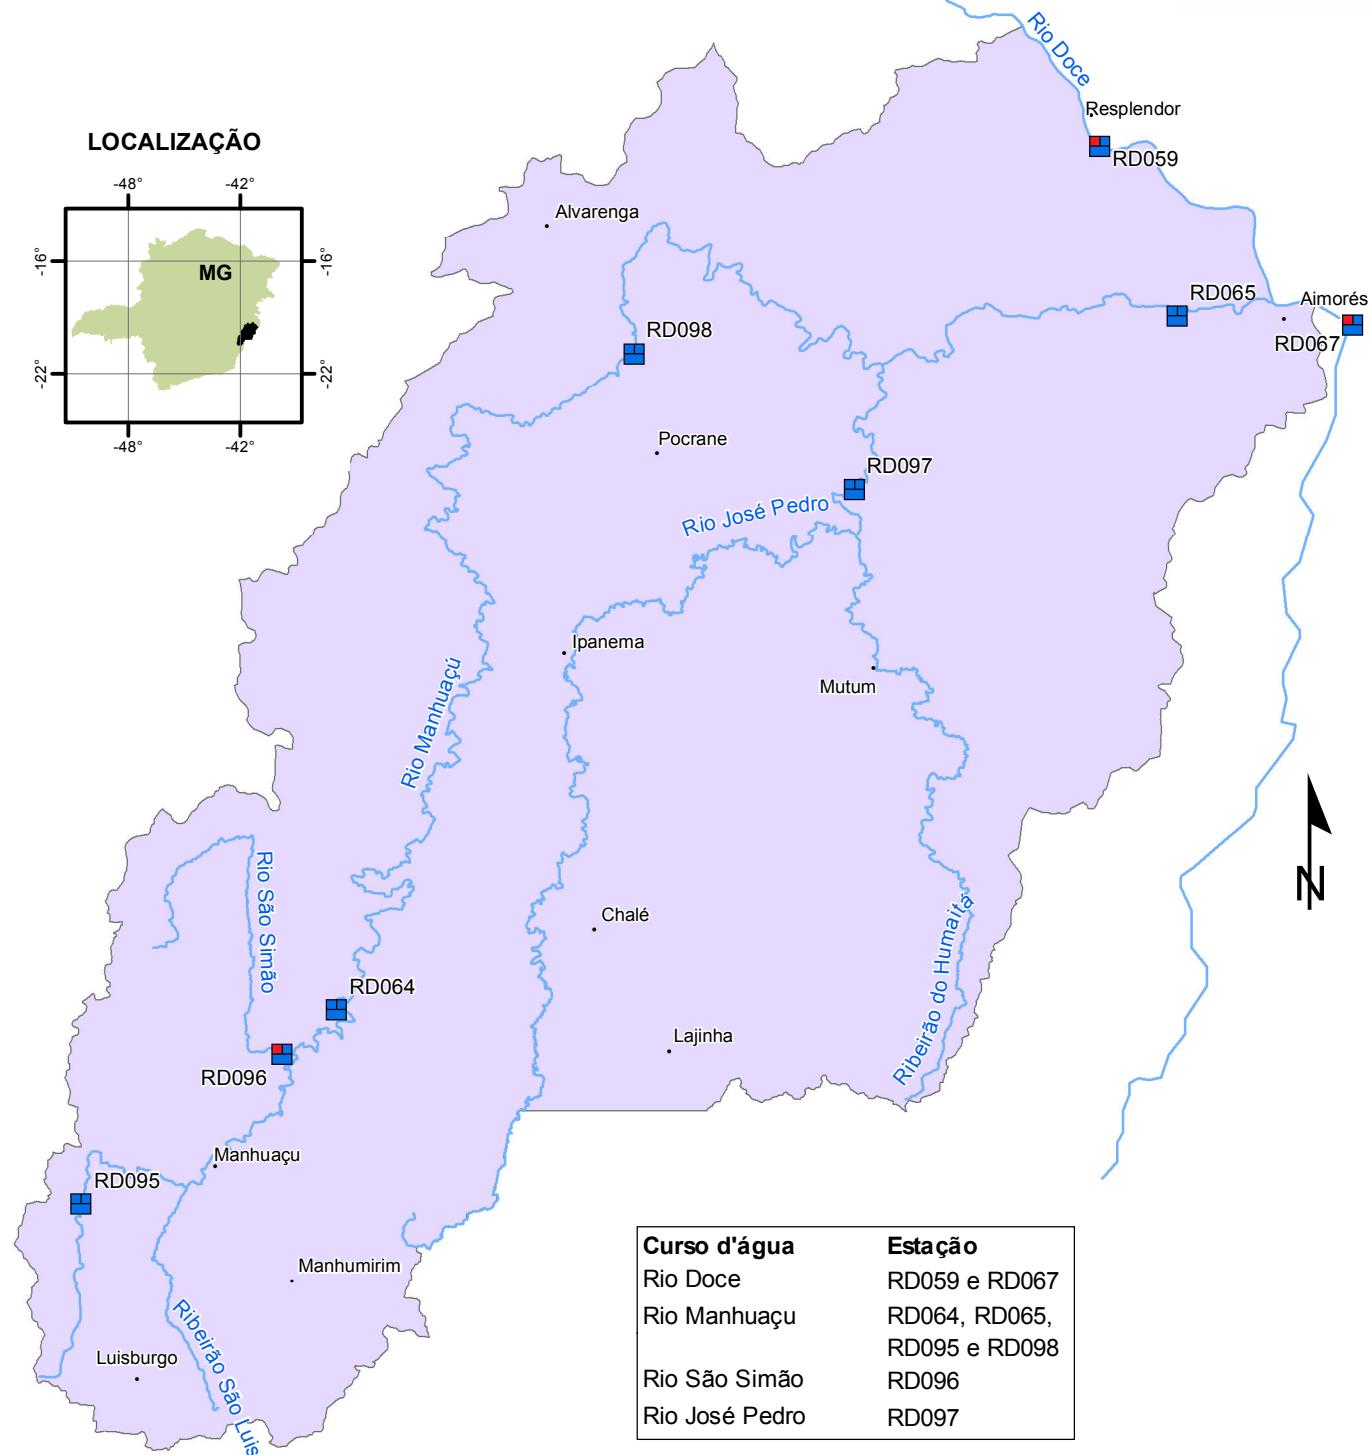 Rio Doce
Resplendor
RD059
LOCALIZAÇÃO
-48°
-42°
-16°
-16°
MG
-22°
-22°
-48°
-42°
Alvarenga
RD065
Aimorés
RD067
RD098
Pocrane
RD097
Rio José Pedro
Ipanema
Mutum
Rio Manhuaçú
Rio São Simão
Chalé
Ribeirão do Humaitá
N
RD064
Lajinha
RD096
Manhuaçu
RD095
Manhumirim
Luisburgo
Ribeirão São Luis
Curso d'água Estação
Rio Doce RD059 e RD067
Rio Manhuaçu RD064, RD065,
RD095 e RD098
Rio São Simão RD096
Rio José Pedro RD097